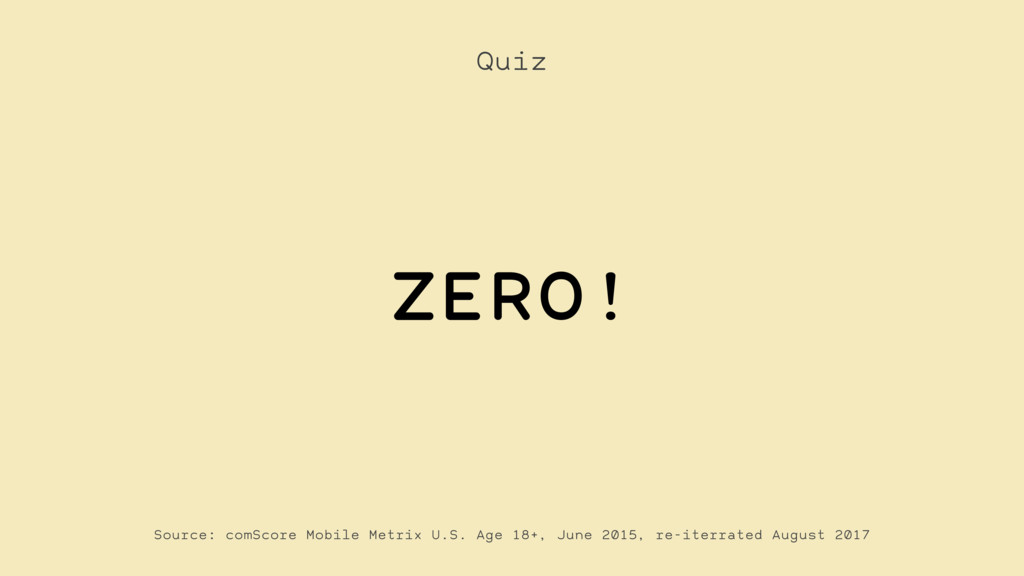 Quiz
ZERO!
Source: comScore Mobile Metrix U.S. Age 18+, June 2015, re-iterrated August 2017